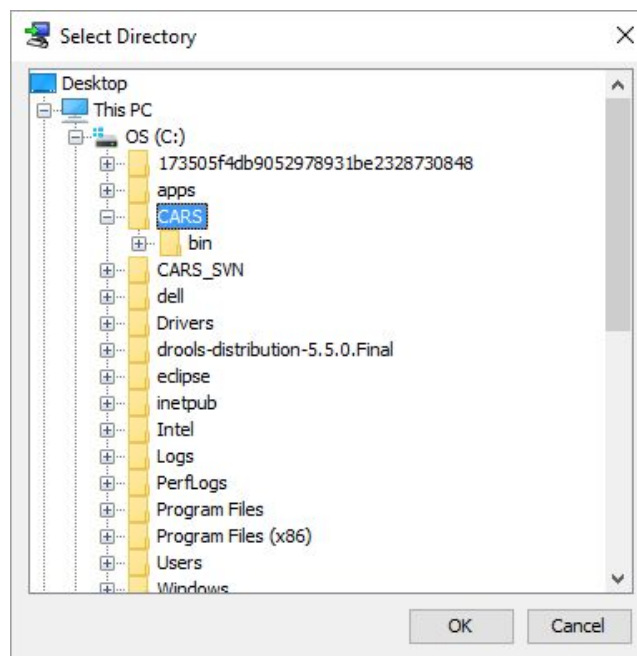 Select Directory
Desktop
This PC
OS (C:)
173505f4db9052978931be2328730848
apps
CARS
bin
CARS_SVN
dell
Drivers
drools-distribution-5.5.0.Final
eclipse
inetpub
Intel
Logs
PerfLogs
Program Files
Program Files (x86)
Users
Windows
OK Cancel